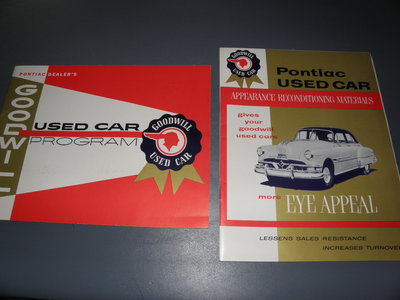 PONTIAC DEALER'S
GOODWILL
USED CAR
PROGRAM
GOODWILL
USED CAR
GOODWILL
USED CAR
Pontiac
USED CAR
APPEARANCE RECONDITIONING MATERIALS
gives
your
goodwill
used cars
more
EYE APPEAL
LESSENS SALES RESISTANCE
INCREASES TURNOVER